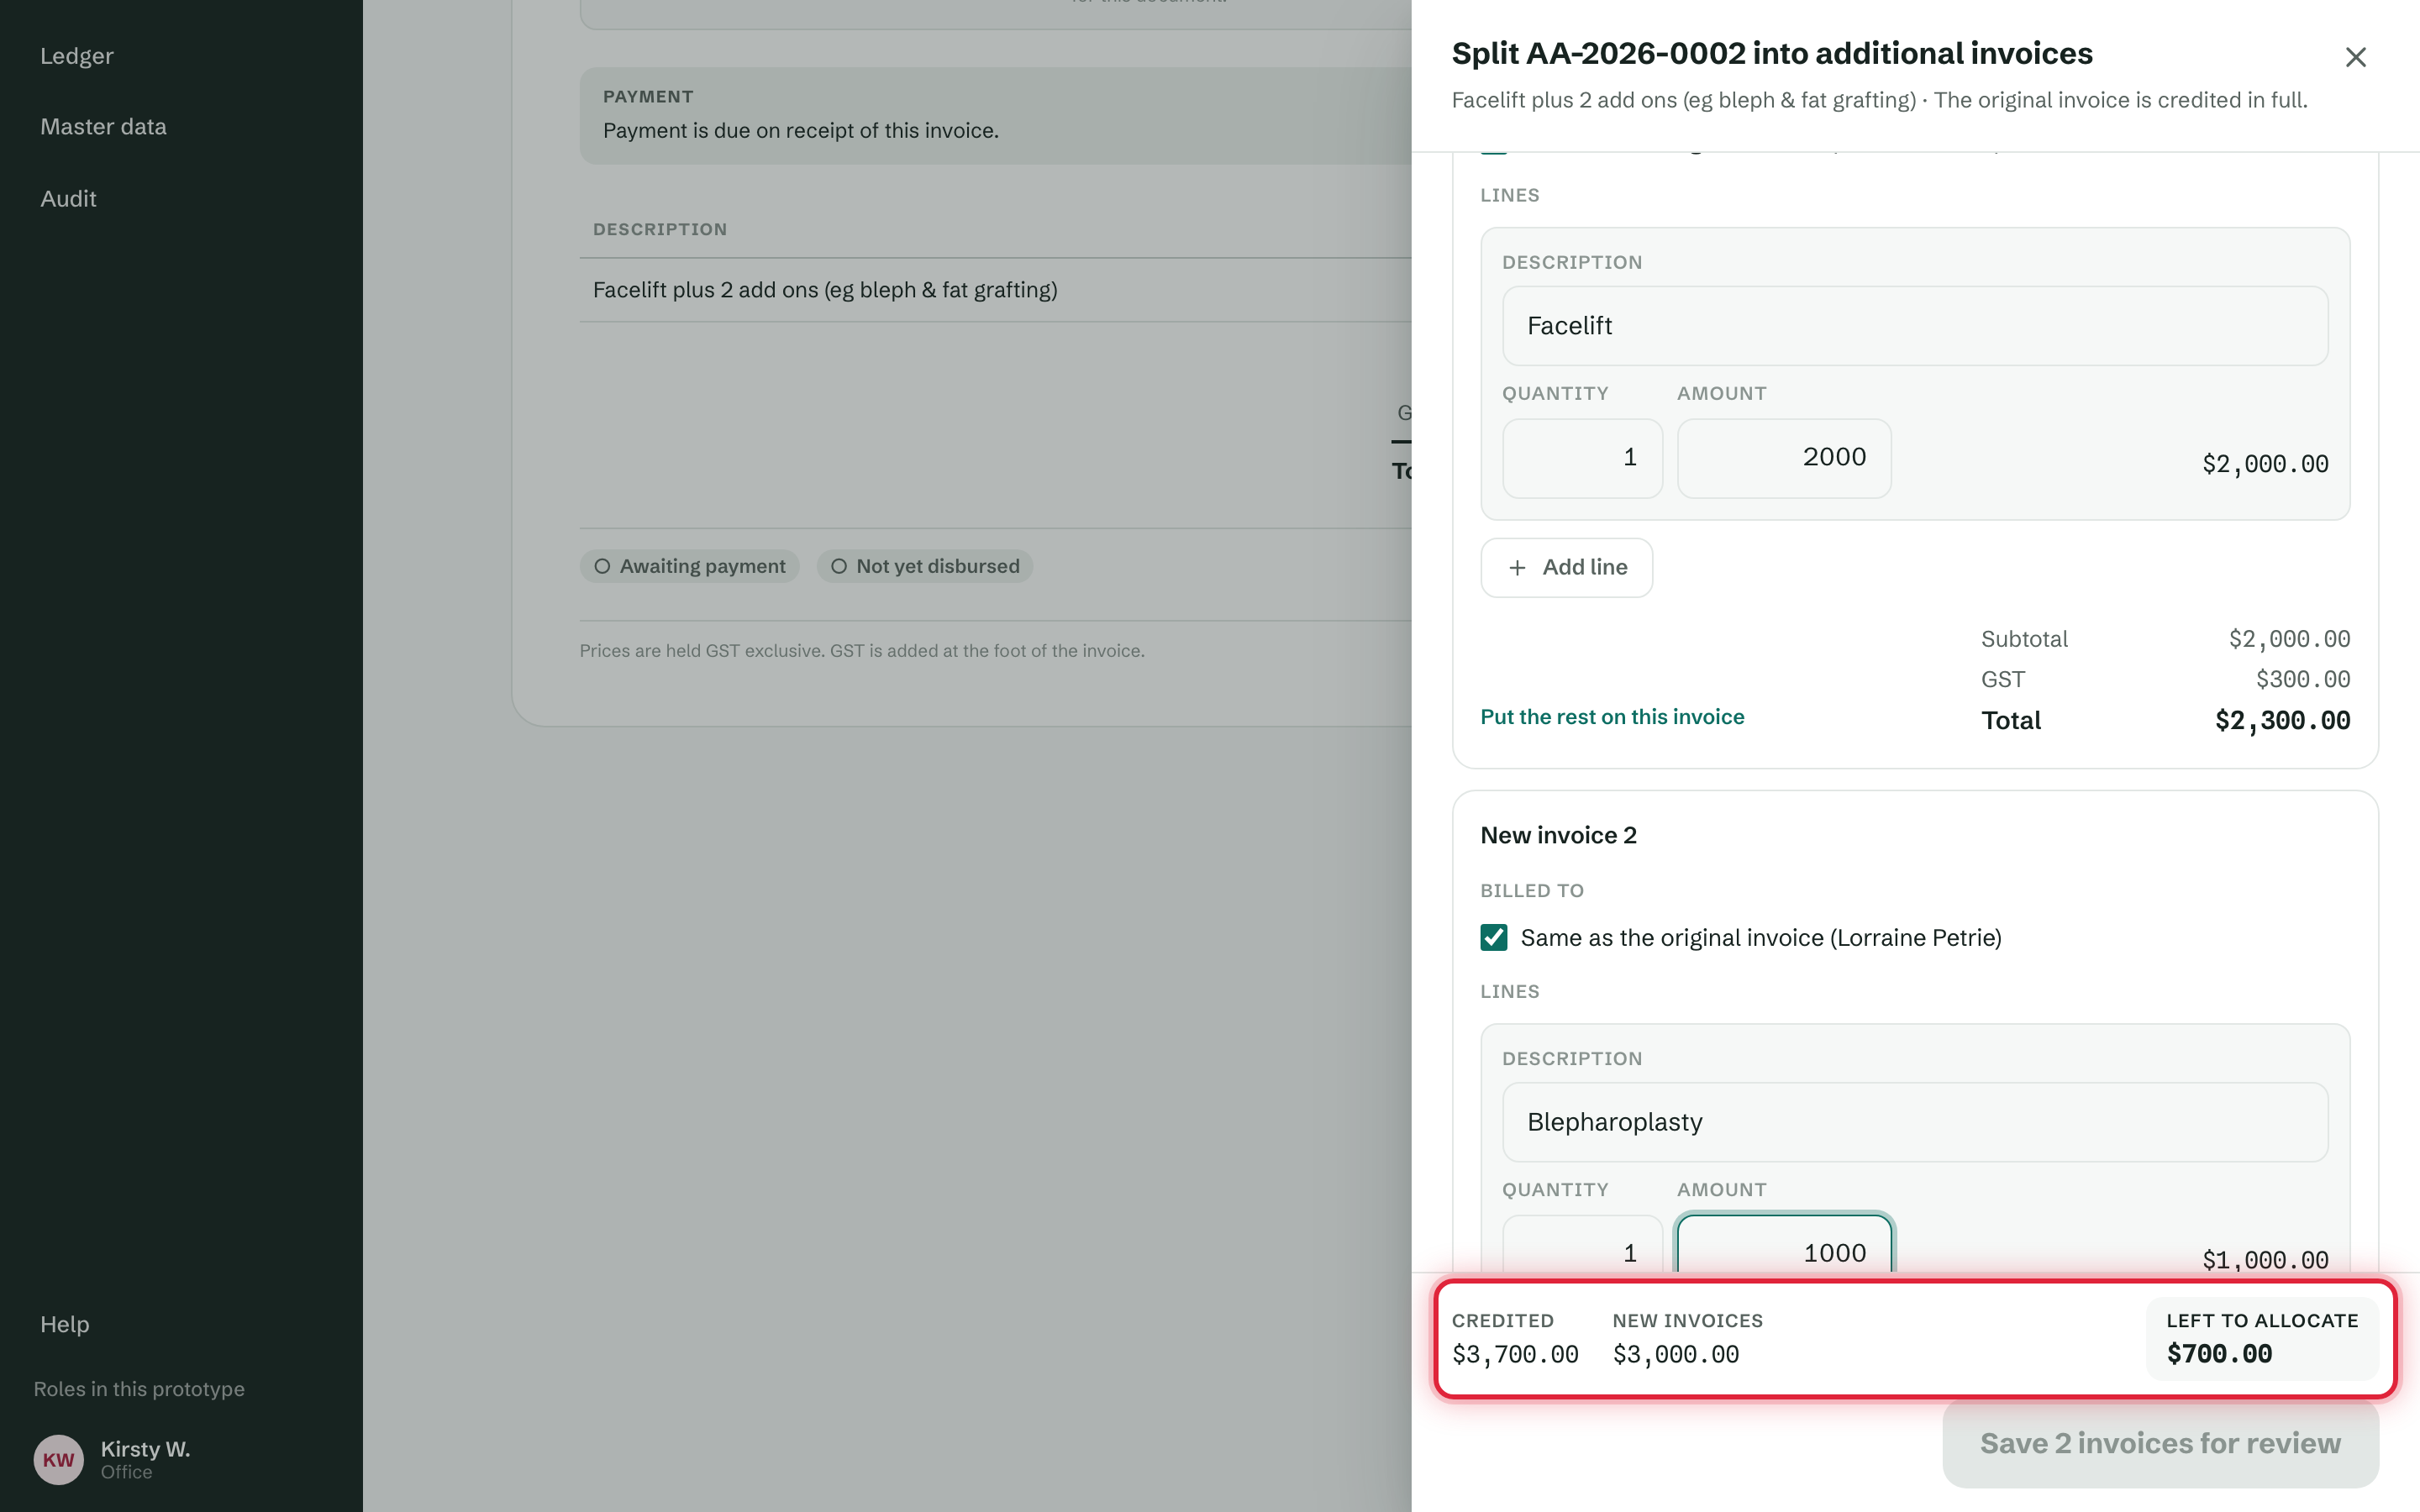 Ledger
Master data
Audit
Help
Roles in this prototype
KW
Kirsty W.
Office
PAYMENT
Payment is due on receipt of this invoice.
DESCRIPTION
Facelift plus 2 add ons (eg bleph & fat grafting)
Awaiting payment
Not yet disbursed
Prices are held GST exclusive. GST is added at the foot of the invoice.
Split AA-2026-0002 into additional invoices
Facelift plus 2 add ons (eg bleph & fat grafting) · The original invoice is credited in full.
LINES
DESCRIPTION
Facelift
QUANTITY AMOUNT
1 2000 $2,000.00
+ Add line
Subtotal $2,000.00
GST $300.00
Put the rest on this invoice
Total $2,300.00
New invoice 2
BILLED TO
Same as the original invoice (Lorraine Petrie)
LINES
DESCRIPTION
Blepharoplasty
QUANTITY AMOUNT
1 1000 $1,000.00
CREDITED NEW INVOICES LEFT TO ALLOCATE
$3,700.00 $3,000.00 $700.00
Save 2 invoices for review